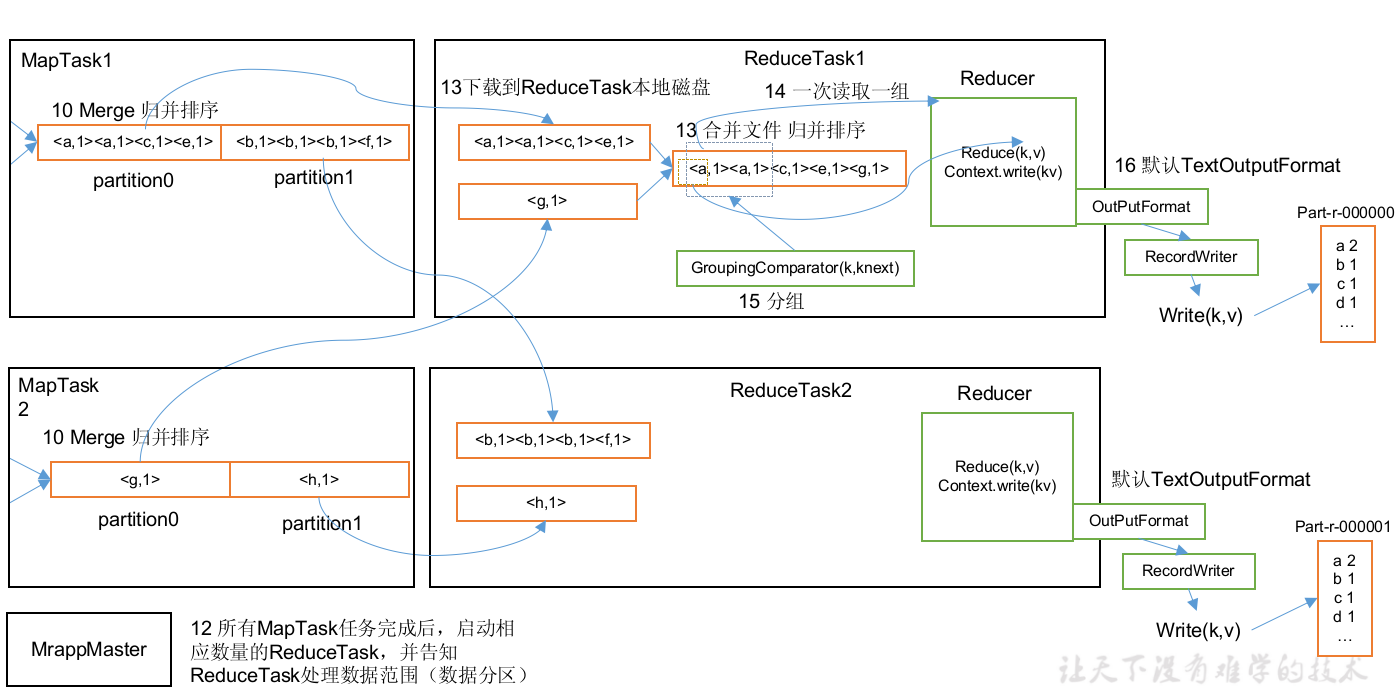 MapTask1
10 Merge 归并排序
<a,1><a,1><c,1><e,1>
<b,1><b,1><b,1><f,1>
partition0
partition1
ReduceTask1
13下载到ReduceTask本地磁盘
14 一次读取一组
Reducer
<a,1><a,1><c,1><e,1>
13 合并文件 归并排序
<a,1><a,1><c,1><e,1><g,1>
<g,1>
GroupingComparator(k,knext)
15 分组
Reduce(k,v)
Context.write(kv)
16 默认TextOutputFormat
OutPutFormat
RecordWriter
Write(k,v)
Part-r-000000
a 2
b 1
c 1
d 1
…
MapTask
2
10 Merge 归并排序
<g,1>
<h,1>
partition0
partition1
ReduceTask2
Reducer
<b,1><b,1><b,1><f,1>
<h,1>
Reduce(k,v)
Context.write(kv)
默认TextOutputFormat
OutPutFormat
RecordWriter
Write(k,v)
Part-r-000001
a 2
b 1
c 1
d 1
…
MrappMaster
12 所有MapTask任务完成后，启动相
应数量的ReduceTask，并告知
ReduceTask处理数据范围（数据分区）
让天下没有难学的技术